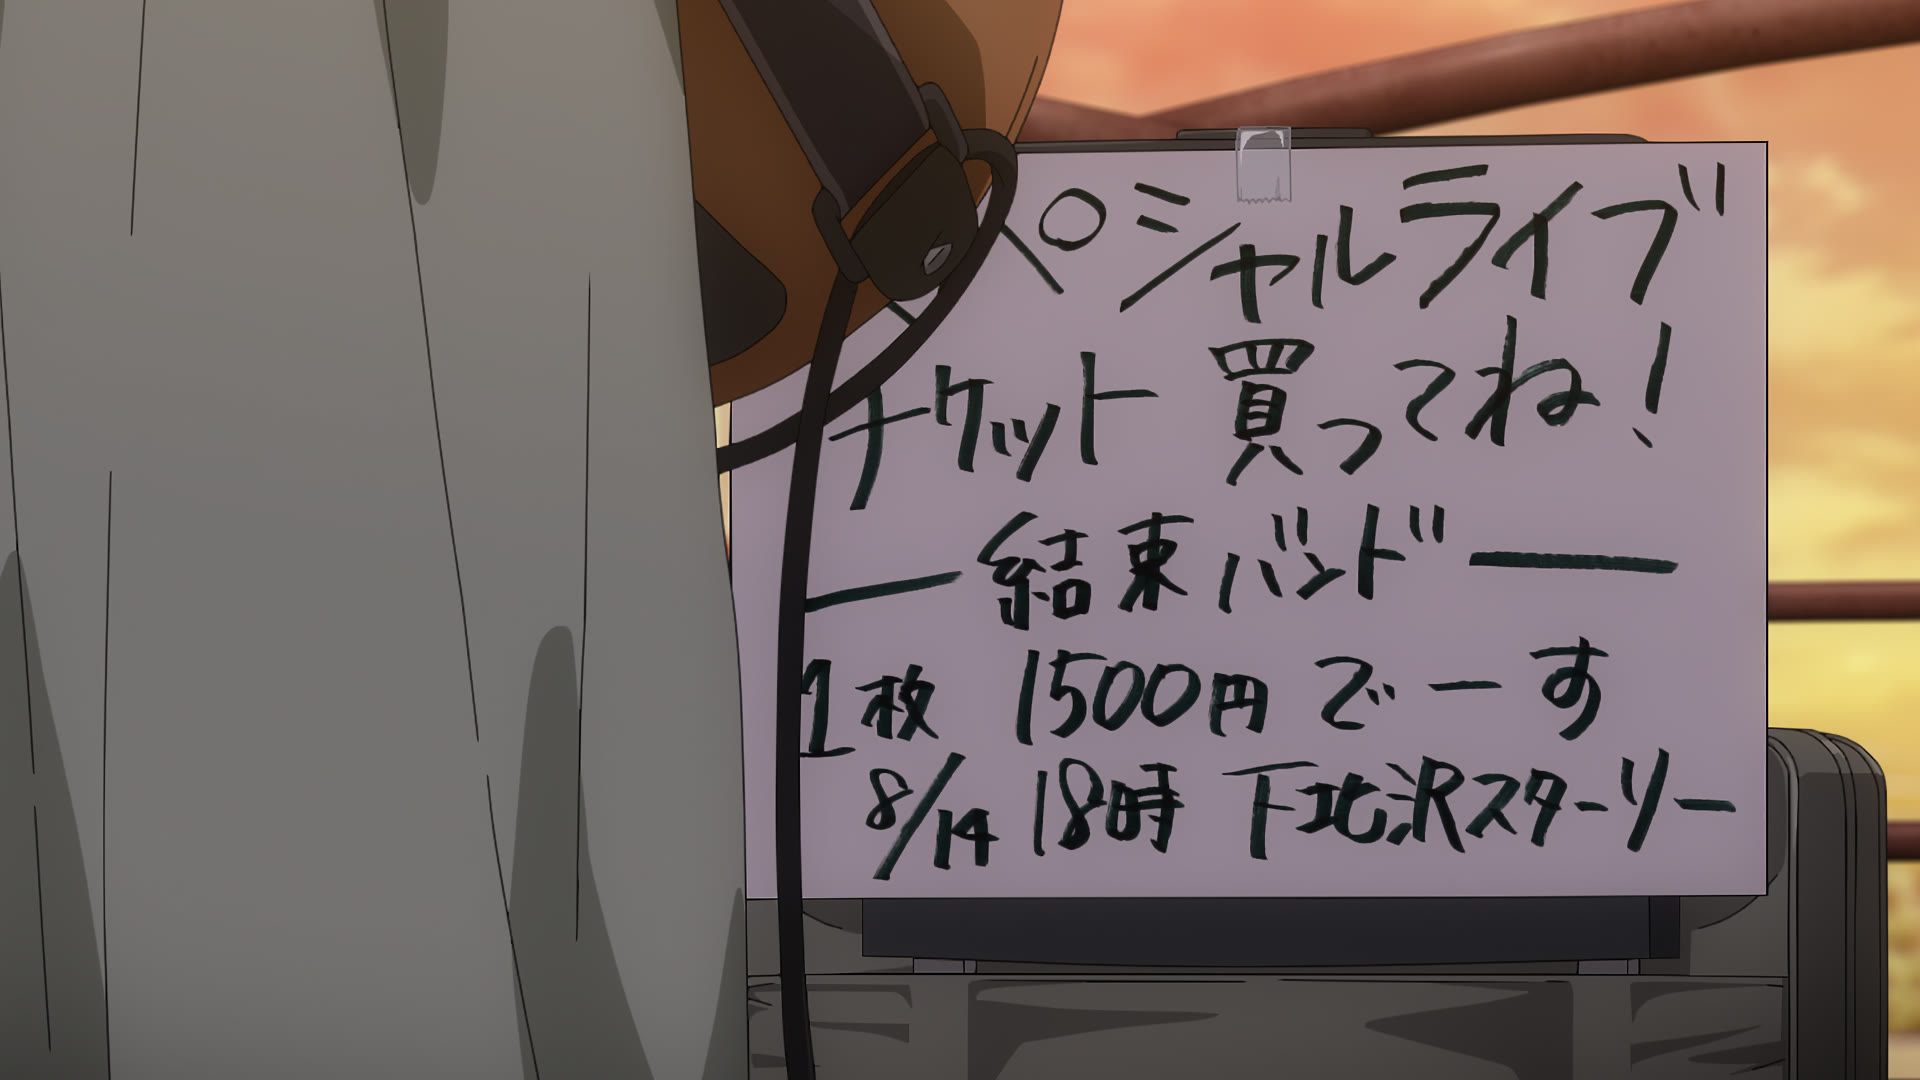 スペシャルライブ
チケット 買ってね!
― 結束バンド ―
1枚 1500円 でーす
8/14 18時 下北沢スターリー